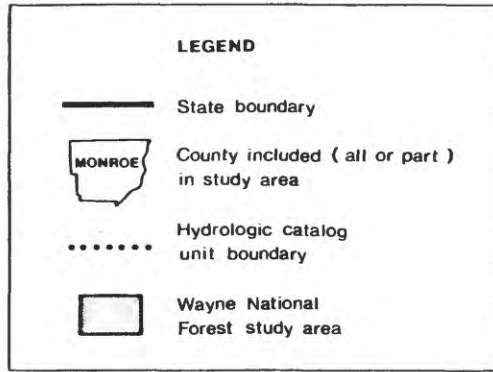 LEGEND
State boundary
MONROE
County included ( all or part )
in study area
Hydrologic catalog
unit boundary
Wayne National
Forest study area